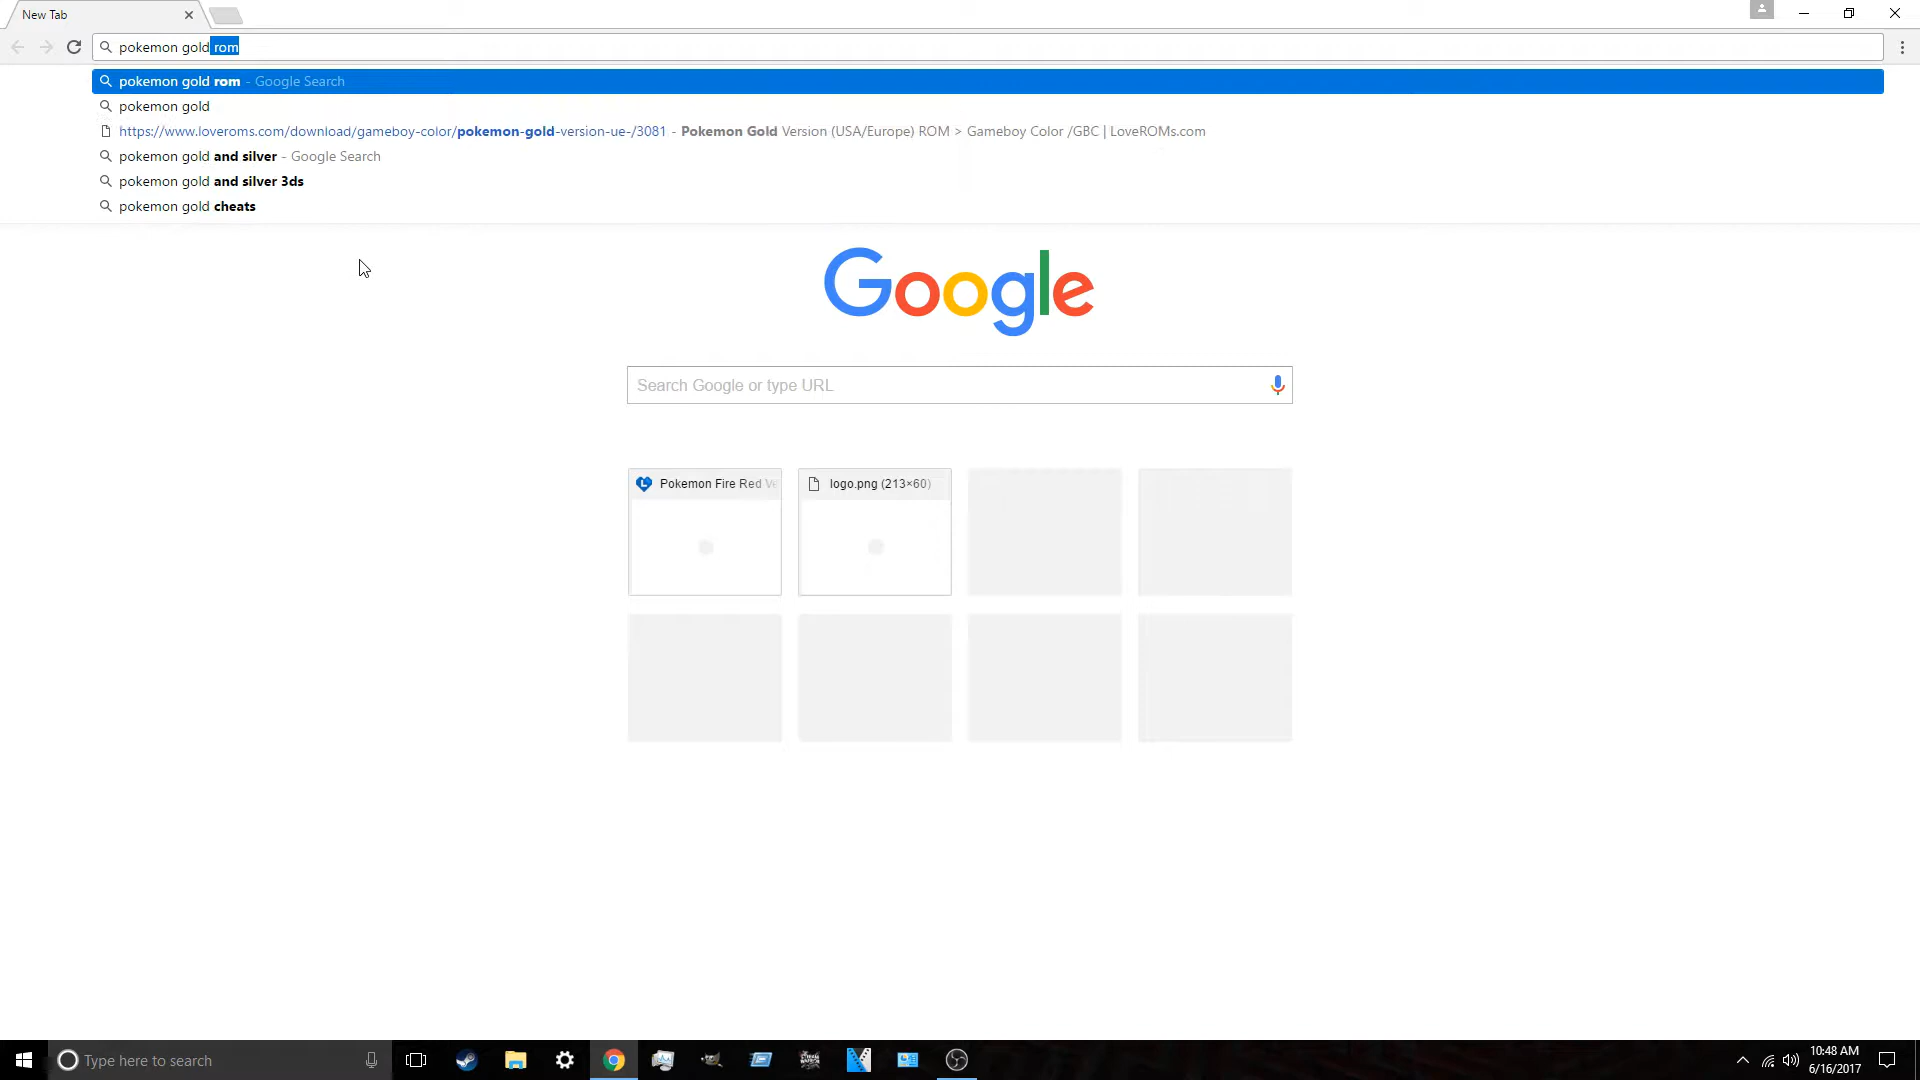 New Tab
pokemon gold rom
pokemon gold rom - Google Search
pokemon gold
https://www.loveroms.com/download/gameboy-color/pokemon-gold-version-ue-/3081 - Pokemon Gold Version (USA/Europe) ROM > Gameboy Color /GBC | LoveROMs.com
pokemon gold and silver - Google Search
pokemon gold and silver 3ds
pokemon gold cheats
Google
Search Google or type URL
Pokemon Fire Red Ve
logo.png (213×60)
Type here to search
10:48 AM
6/16/2017